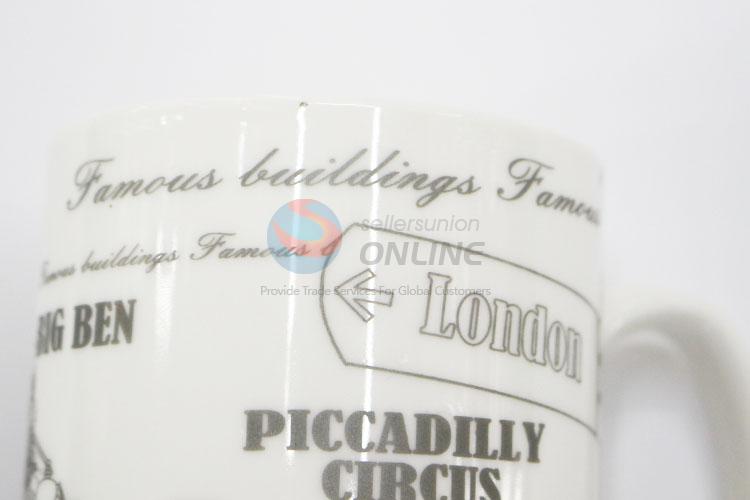 Famous buildings Famous
Famous buildings Famous b
sellersunion
ONLINE
Provide Trade Services For Global Customers
London
BIG BEN
PICCADILLY
CIRCUS